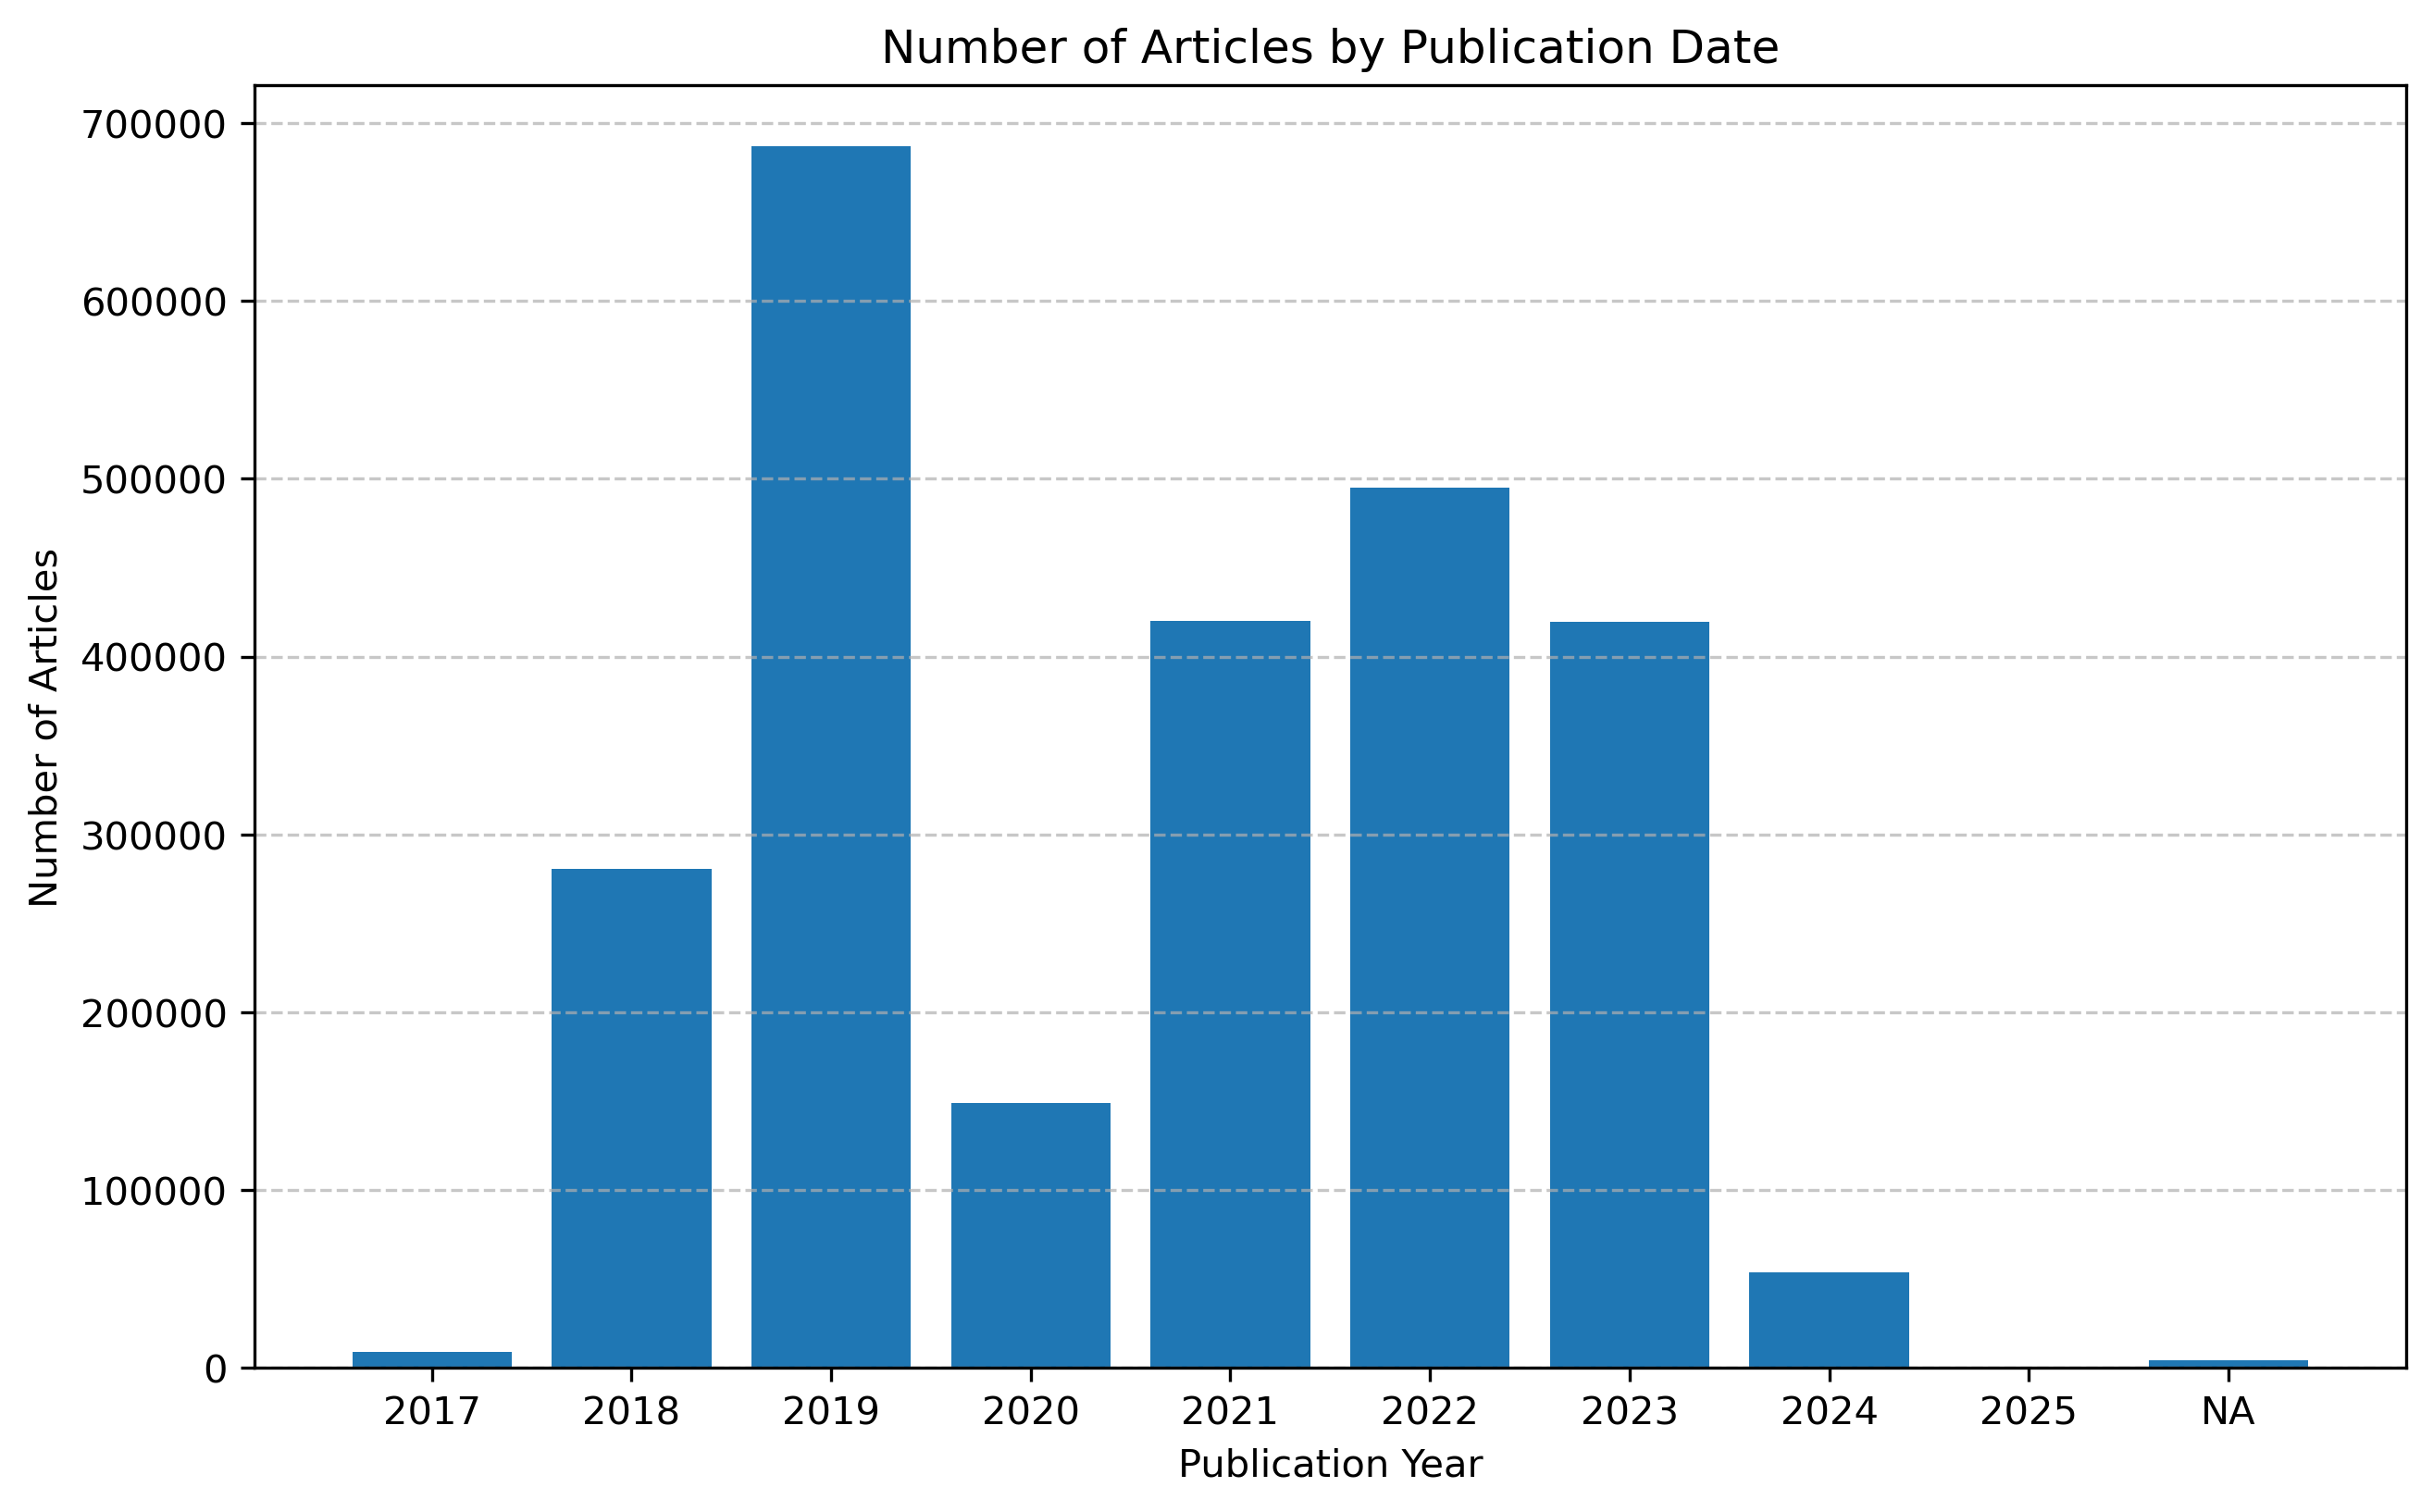 Number of Articles by Publication Date
Number of Articles
700000
600000
500000
400000
300000
200000
100000
0
2017 2018 2019 2020 2021 2022 2023 2024 2025 NA
Publication Year